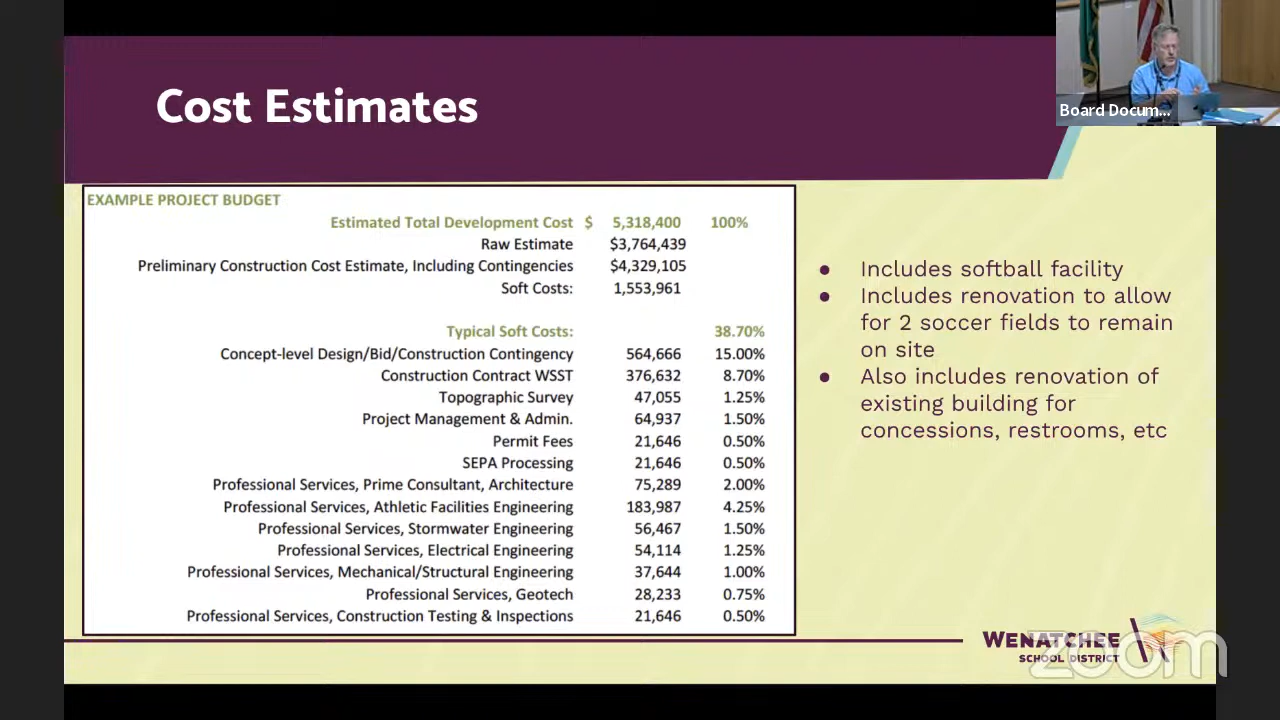 Cost Estimates
Board Docum...
EXAMPLE PROJECT BUDGET
Estimated Total Development Cost $ 5,318,400 100%
Raw Estimate $3,764,439
Preliminary Construction Cost Estimate, Including Contingencies $4,329,105
Soft Costs: 1,553,961
Typical Soft Costs: 38.70%
Concept-level Design/Bid/Construction Contingency 564,666 15.00%
Construction Contract WSST 376,632 8.70%
Topographic Survey 47,055 1.25%
Project Management & Admin. 64,937 1.50%
Permit Fees 21,646 0.50%
SEPA Processing 21,646 0.50%
Professional Services, Prime Consultant, Architecture 75,289 2.00%
Professional Services, Athletic Facilities Engineering 183,987 4.25%
Professional Services, Stormwater Engineering 56,467 1.50%
Professional Services, Electrical Engineering 54,114 1.25%
Professional Services, Mechanical/Structural Engineering 37,644 1.00%
Professional Services, Geotech 28,233 0.75%
Professional Services, Construction Testing & Inspections 21,646 0.50%
● Includes softball facility
● Includes renovation to allow
for 2 soccer fields to remain
on site
● Also includes renovation of
existing building for
concessions, restrooms, etc
WENATCHEE
SCHOOL DISTRICT
zoom